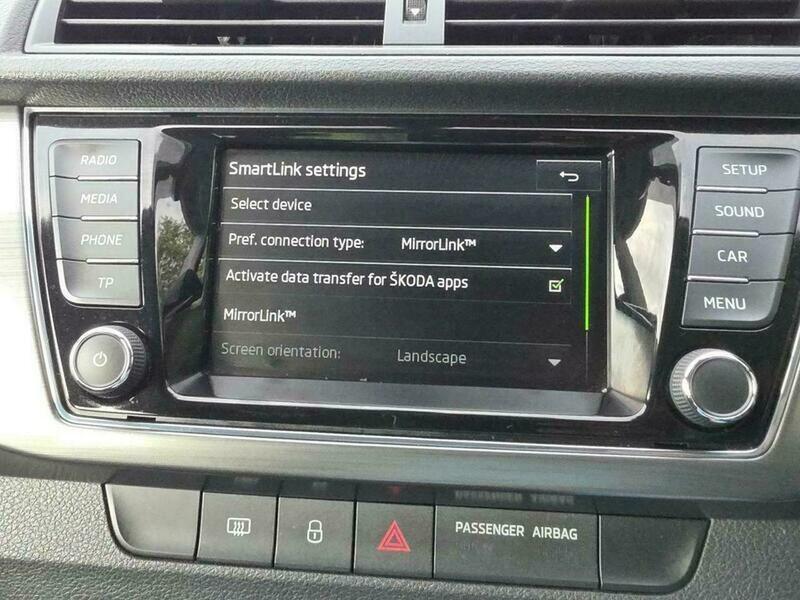 RADIO
MEDIA
PHONE
TP
SmartLink settings
Select device
Pref. connection type: MirrorLink™
Activate data transfer for ŠKODA apps
MirrorLink™
Screen orientation: Landscape
SETUP
SOUND
CAR
MENU
PASSENGER AIRBAG